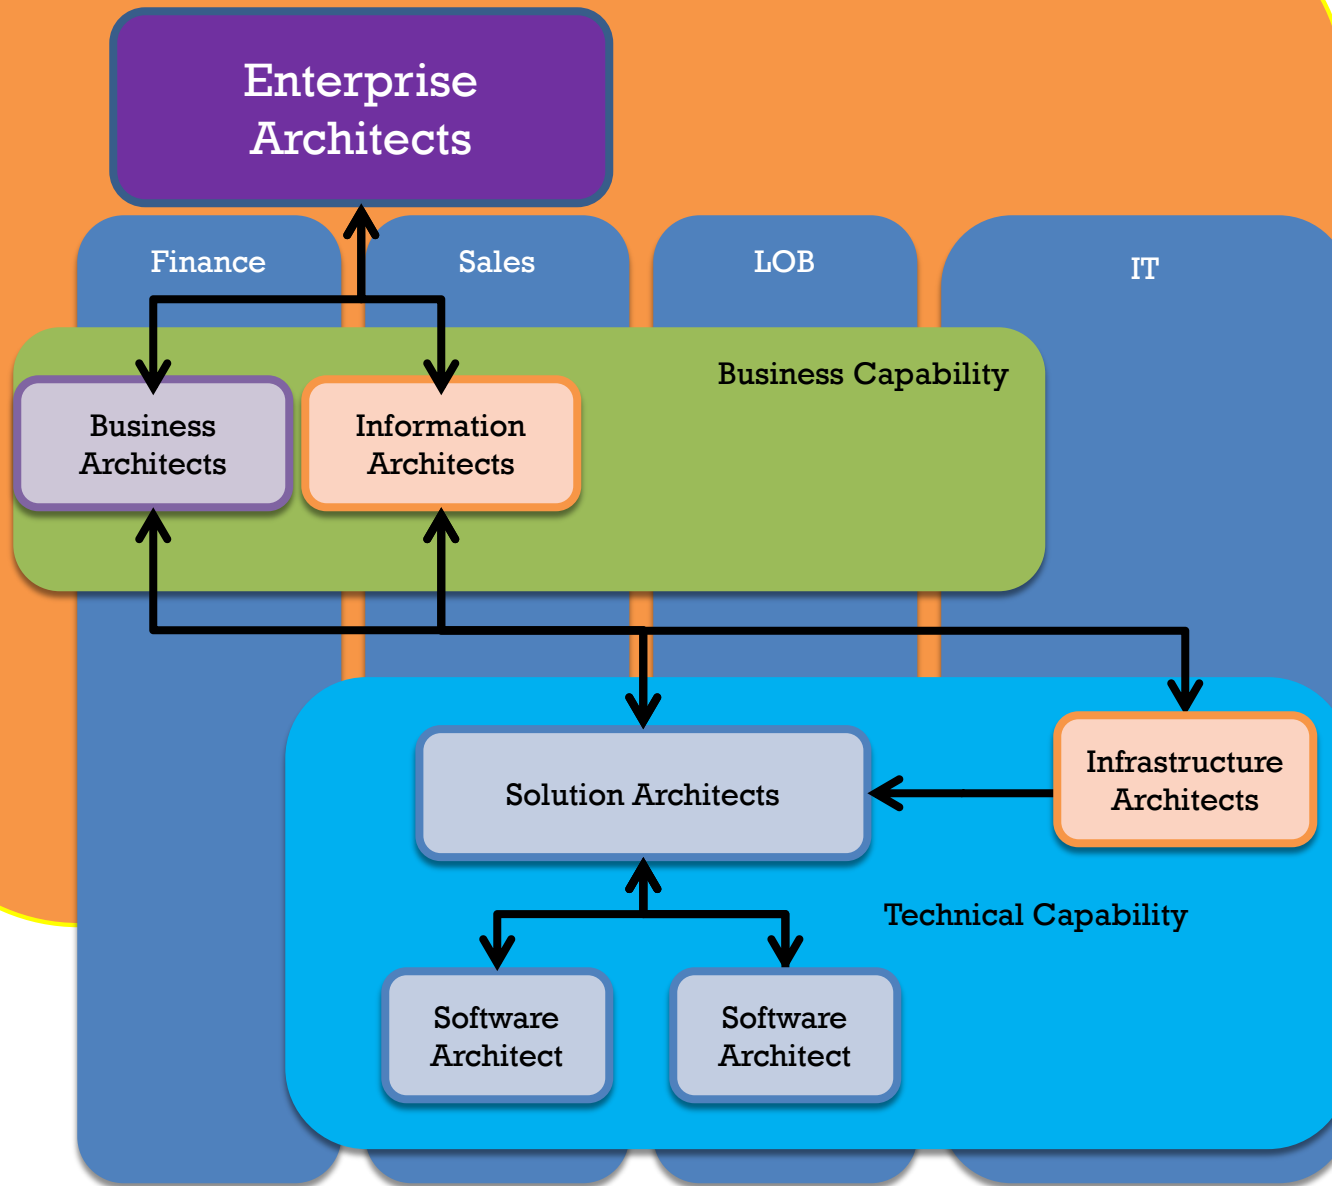 Enterprise
Architects
Finance
Sales
LOB
IT
Business Capability
Business
Architects
Information
Architects
Solution Architects
Infrastructure
Architects
Technical Capability
Software
Architect
Software
Architect